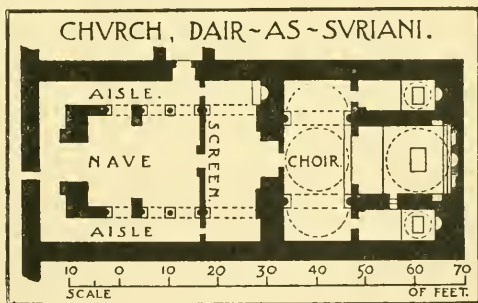 CHVRCH, DAIR~AS~SVRIANI.
AISLE.
NAVE
SCREEN
CHOIR.
AISLE
10 0 10 20 30 40 50 60 70
SCALE OF FEET.